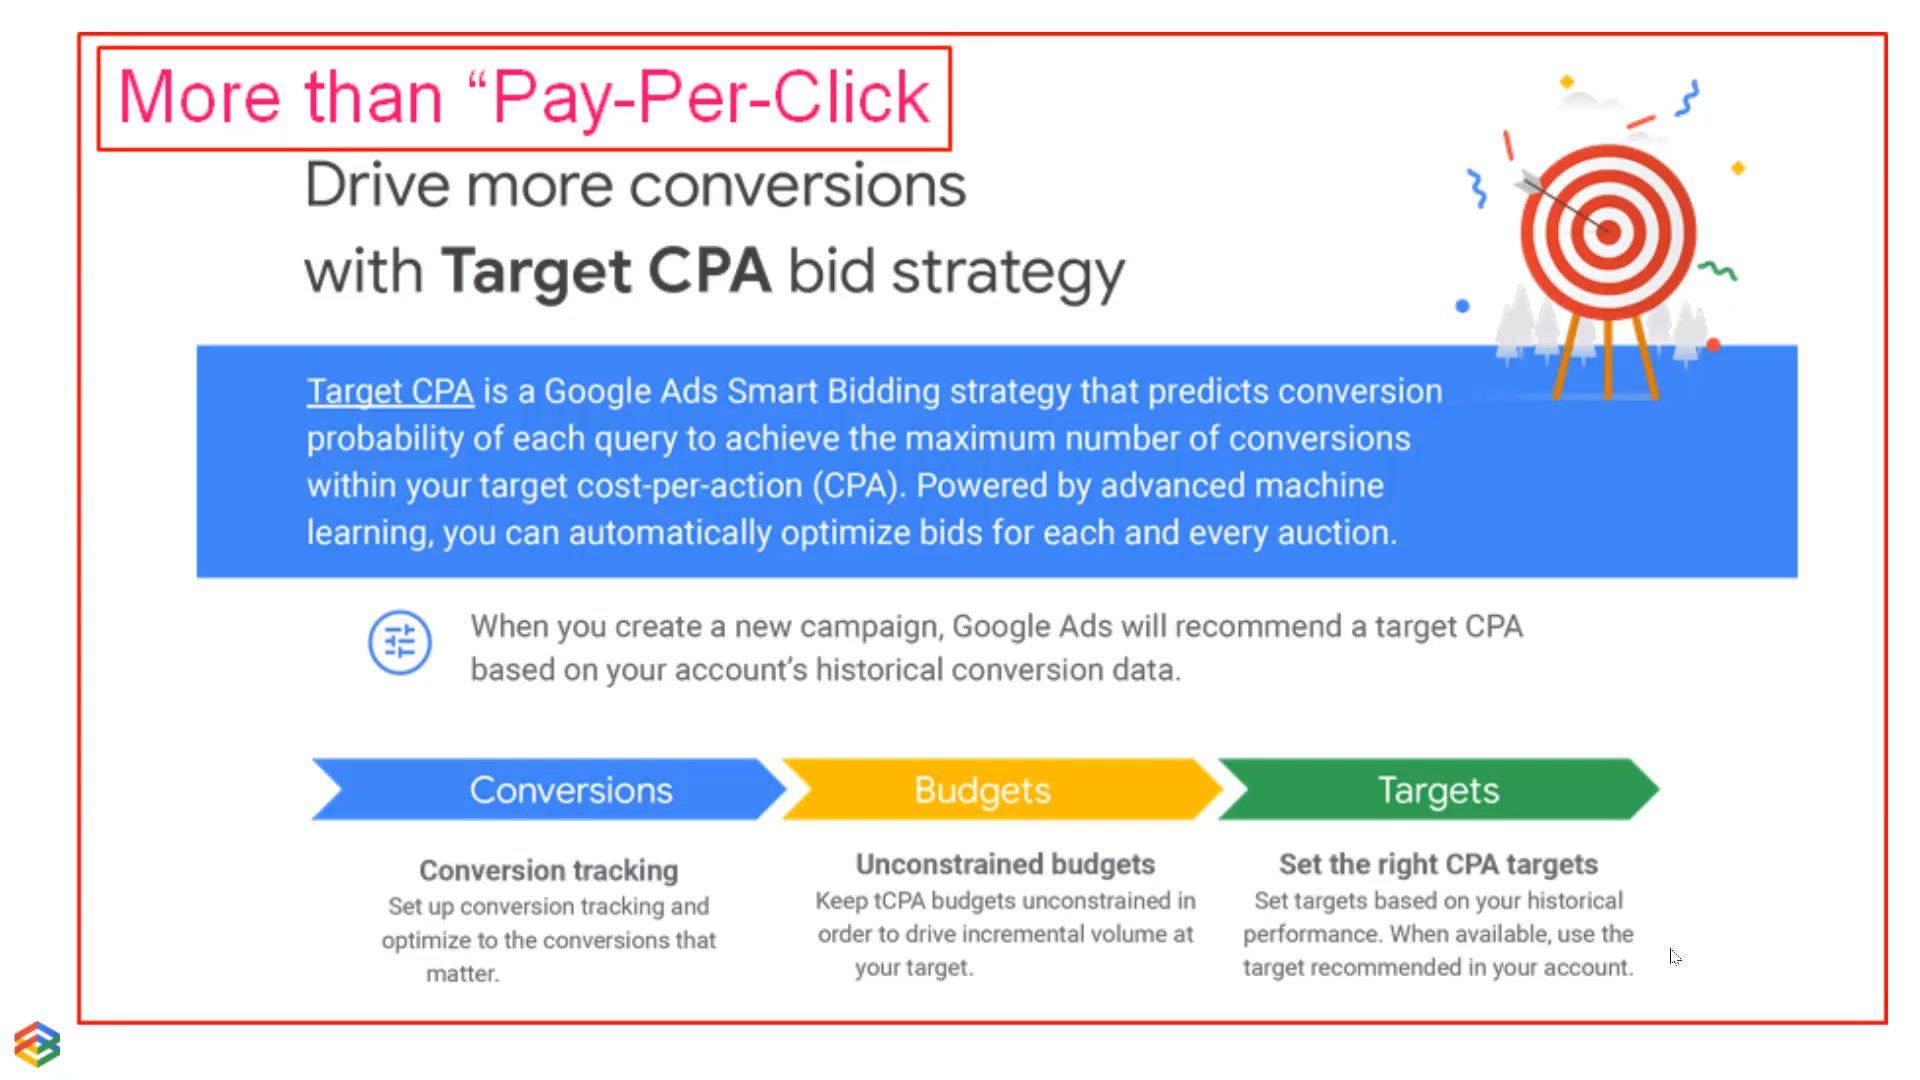 More than “Pay-Per-Click
Drive more conversions
with Target CPA bid strategy
Target CPA is a Google Ads Smart Bidding strategy that predicts conversion
probability of each query to achieve the maximum number of conversions
within your target cost-per-action (CPA). Powered by advanced machine
learning, you can automatically optimize bids for each and every auction.
When you create a new campaign, Google Ads will recommend a target CPA
based on your account’s historical conversion data.
Conversions
Budgets
Targets
Conversion tracking
Set up conversion tracking and
optimize to the conversions that
matter.
Unconstrained budgets
Keep tCPA budgets unconstrained in
order to drive incremental volume at
your target.
Set the right CPA targets
Set targets based on your historical
performance. When available, use the
target recommended in your account.